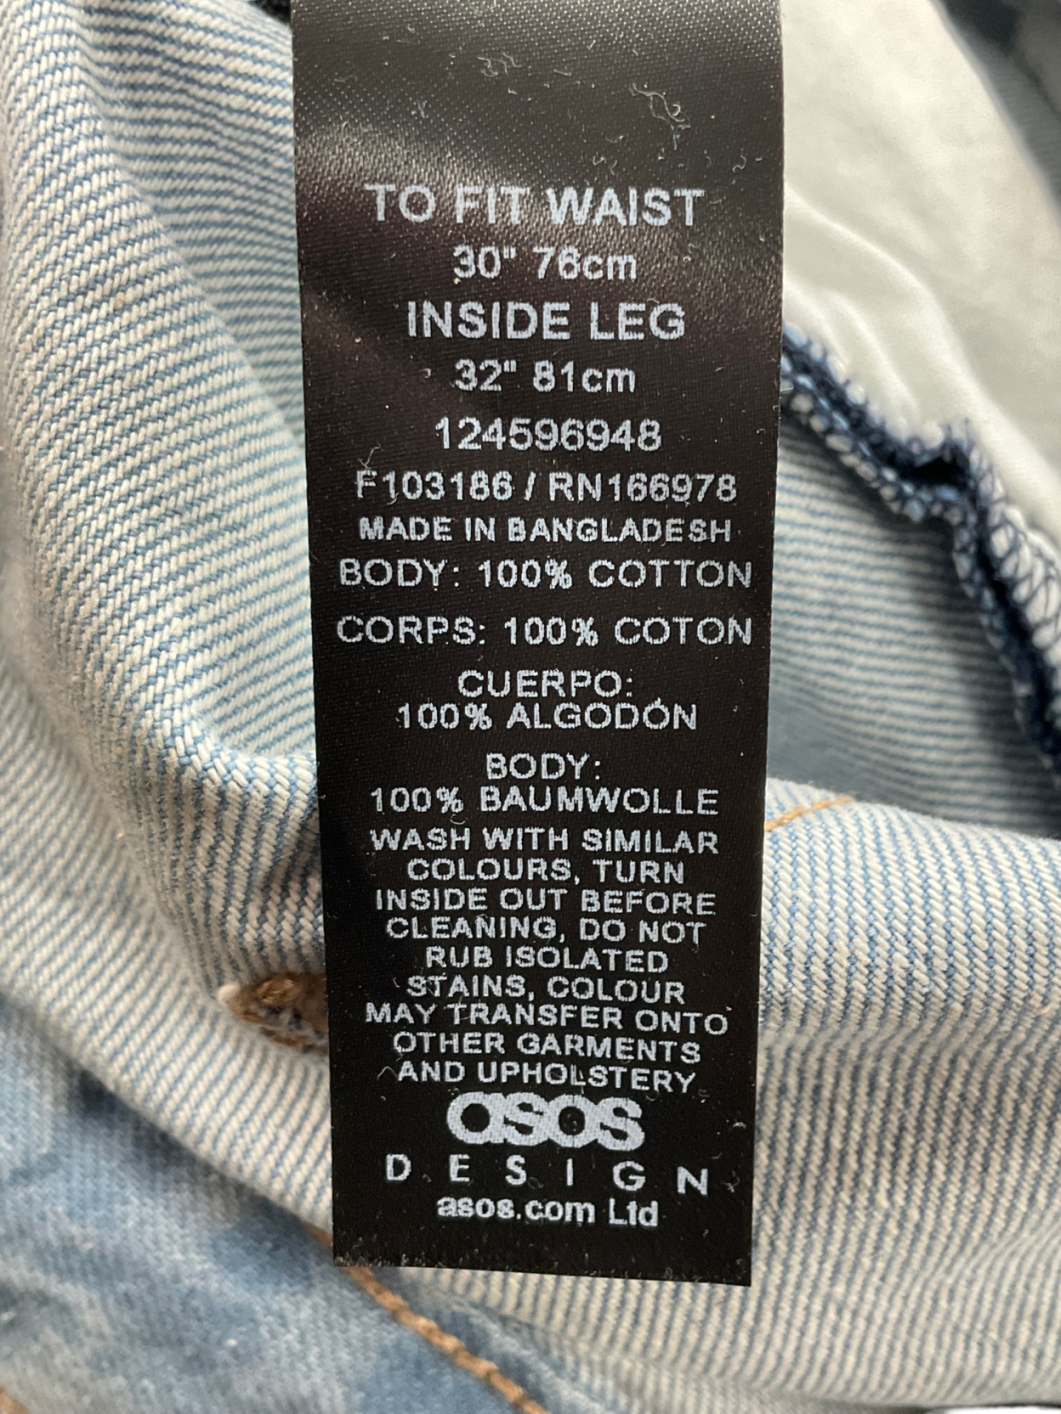 TO FIT WAIST
30" 76cm
INSIDE LEG
32" 81cm
124596948
F103186 / RN166978
MADE IN BANGLADESH
BODY: 100% COTTON
CORPS: 100% COTON
CUERPO:
100% ALGODÓN
BODY:
100% BAUMWOLLE
WASH WITH SIMILAR
COLOURS, TURN
INSIDE OUT BEFORE
CLEANING, DO NOT
RUB ISOLATED
STAINS, COLOUR
MAY TRANSFER ONTO
OTHER GARMENTS
AND UPHOLSTERY
asos
DESIGN
asos.com Ltd